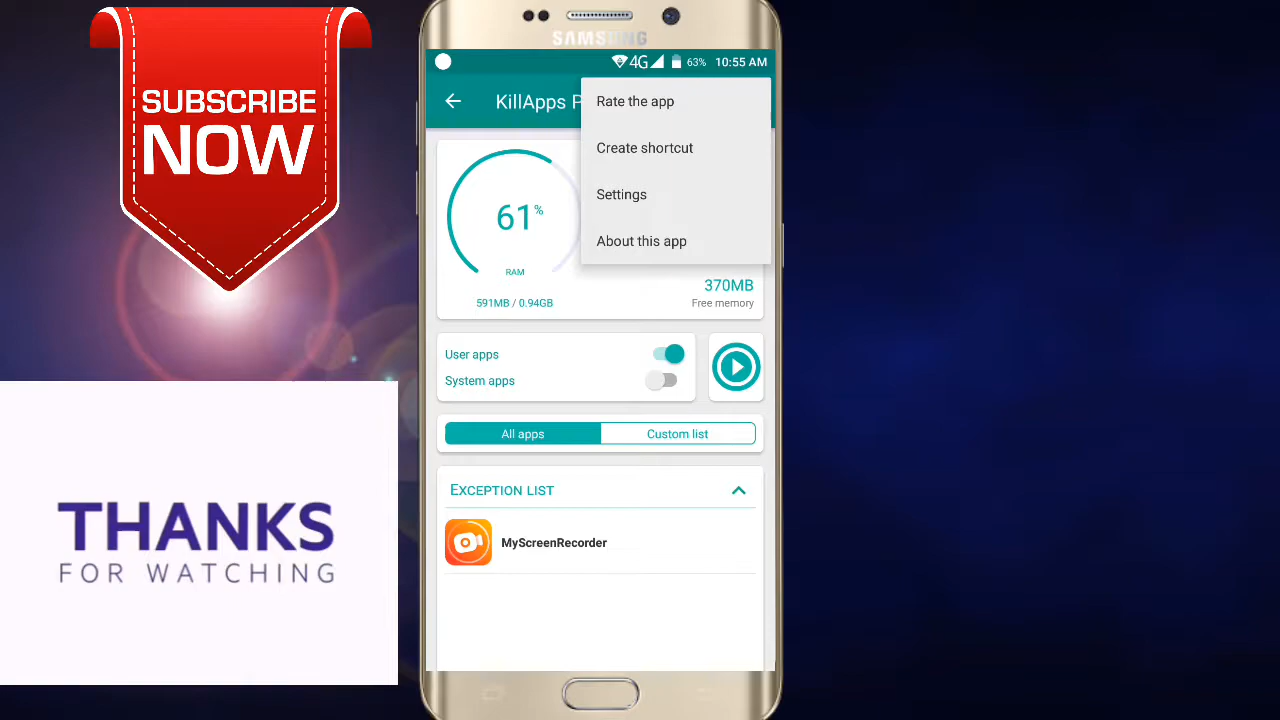 SUBSCRIBE
NOW
THANKS
FOR WATCHING
SAMSUNG
4G 63% 10:55 AM
KillApps P
Rate the app
Create shortcut
Settings
About this app
61%
RAM
591MB / 0.94GB
370MB
Free memory
User apps
System apps
All apps Custom list
EXCEPTION LIST
MyScreenRecorder